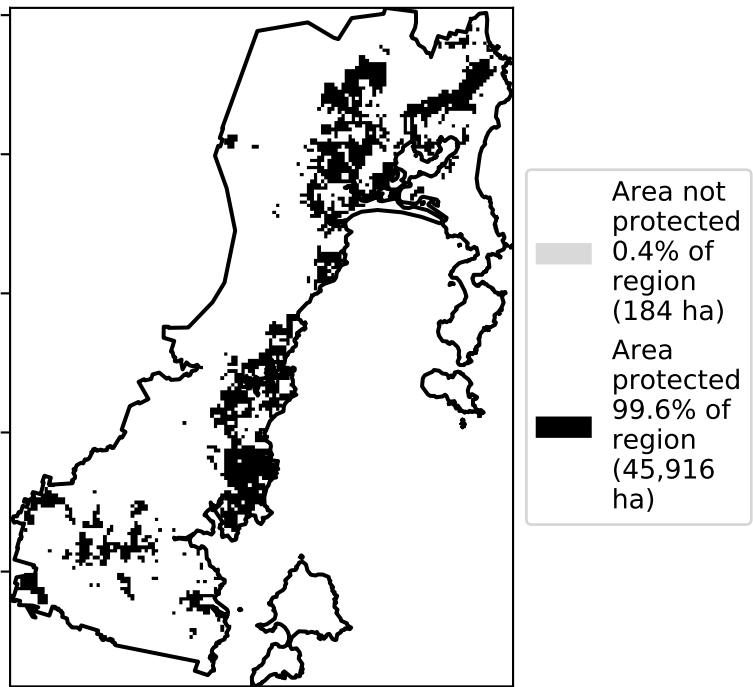 Area not
protected
0.4% of
region
(184 ha)
Area
protected
99.6% of
region
(45,916
ha)